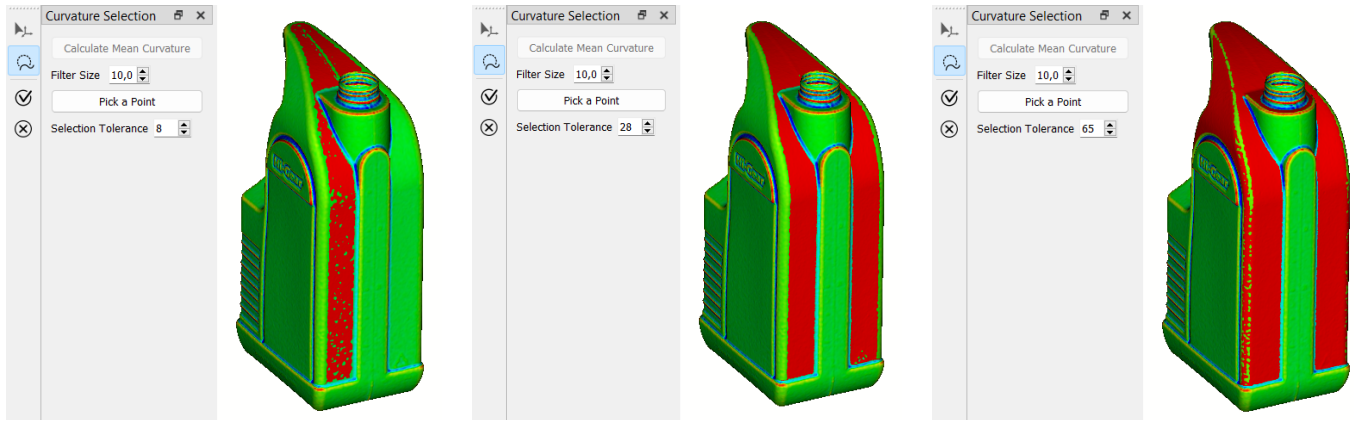 Curvature Selection
Calculate Mean Curvature
Filter Size 10,0
Pick a Point
Selection Tolerance 8
Curvature Selection
Calculate Mean Curvature
Filter Size 10,0
Pick a Point
Selection Tolerance 28
Curvature Selection
Calculate Mean Curvature
Filter Size 10,0
Pick a Point
Selection Tolerance 65